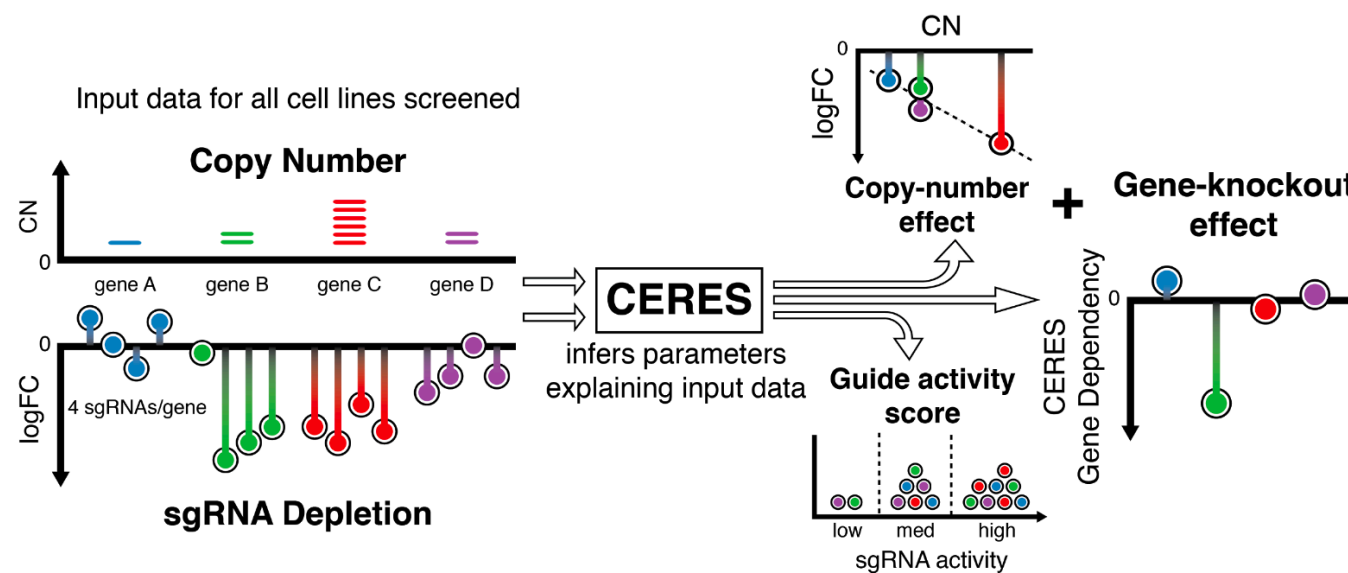 Input data for all cell lines screened
Copy Number
CN
0
gene A
gene B
gene C
gene D
0
logFC
4 sgRNAs/gene
sgRNA Depletion
CERES
infers parameters
explaining input data
CN
0
logFC
Copy-number
effect
+
Gene-knockout
effect
0
CERES
Gene Dependency
Guide activity
score
low
med
high
sgRNA activity